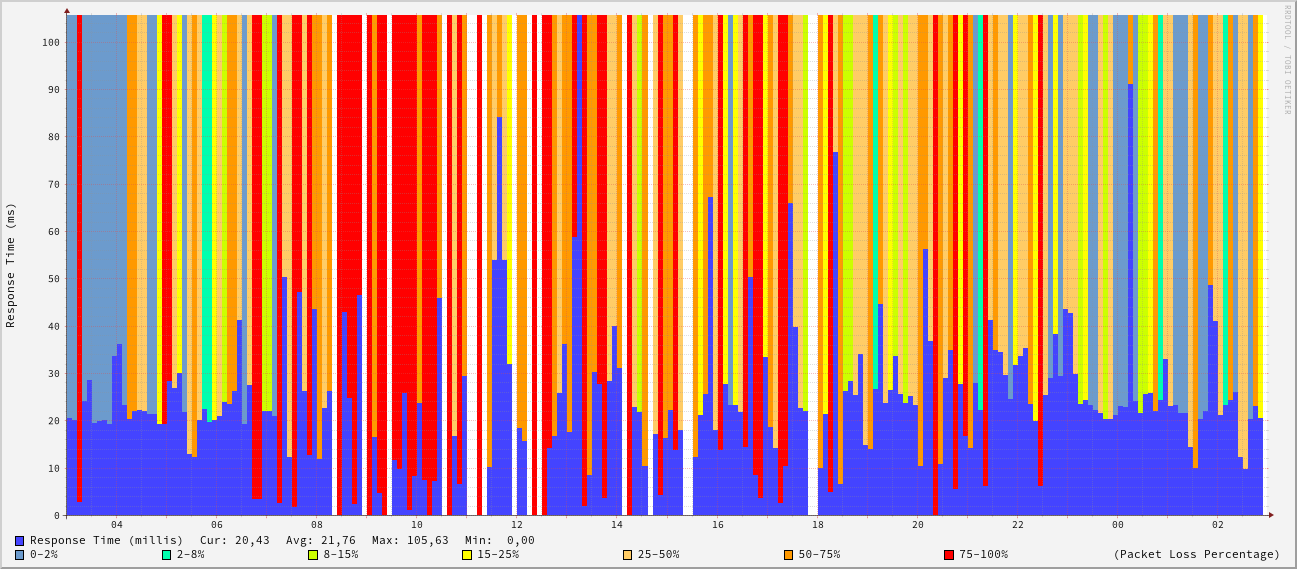 RRDTOOL / TOBI OETIKER
Response Time (ms)
100
90
80
70
60
50
40
30
20
10
0
04 06 08 10 12 14 16 18 20 22 00 02
Response Time (millis) Cur: 20,43 Avg: 21,76 Max: 105,63 Min: 0,00
0-2% 2-8% 8-15% 15-25% 25-50% 50-75% 75-100% (Packet Loss Percentage)